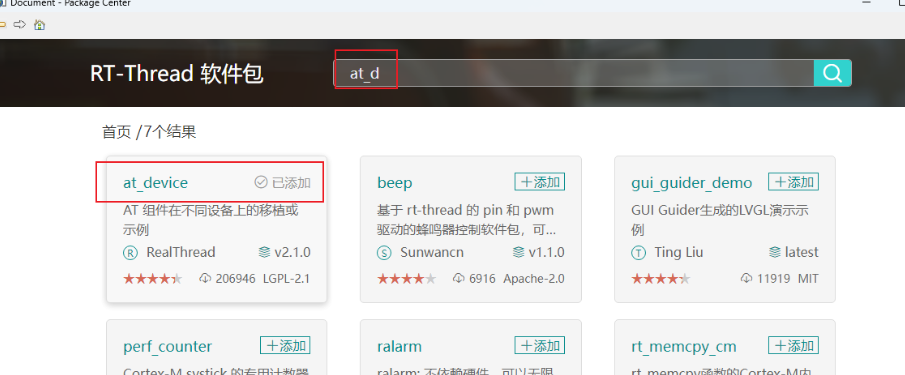 Document - Package Center
RT-Thread 软件包
at_d
首页 /7个结果
at_device
已添加
AT 组件在不同设备上的移植或
示例
R RealThread
v2.1.0
206946 LGPL-2.1
beep
＋添加
基于 rt-thread 的 pin 和 pwm
驱动的蜂鸣器控制软件包，可...
S Sunwancn
v1.1.0
6916 Apache-2.0
gui_guider_demo
＋添加
GUI Guider生成的LVGL演示示
例
T Ting Liu
latest
11919 MIT
perf_counter
＋添加
Cortex-M systick 的专用计数器
ralarm
＋添加
ralarm: 不依赖硬件，可以无限
rt_memcpy_cm
＋添加
rt_memcpy函数的Cortex-M内